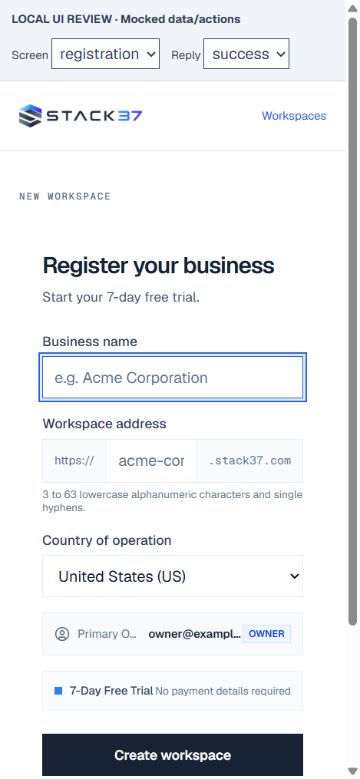 LOCAL UI REVIEW · Mocked data/actions
Screen registration Reply success
STACK37 Workspaces
NEW WORKSPACE
Register your business
Start your 7-day free trial.
Business name
e.g. Acme Corporation
Workspace address
https:// acme-cor .stack37.com
3 to 63 lowercase alphanumeric characters and single
hyphens.
Country of operation
United States (US)
Primary O... owner@exampl... OWNER
7-Day Free Trial No payment details required
Create workspace